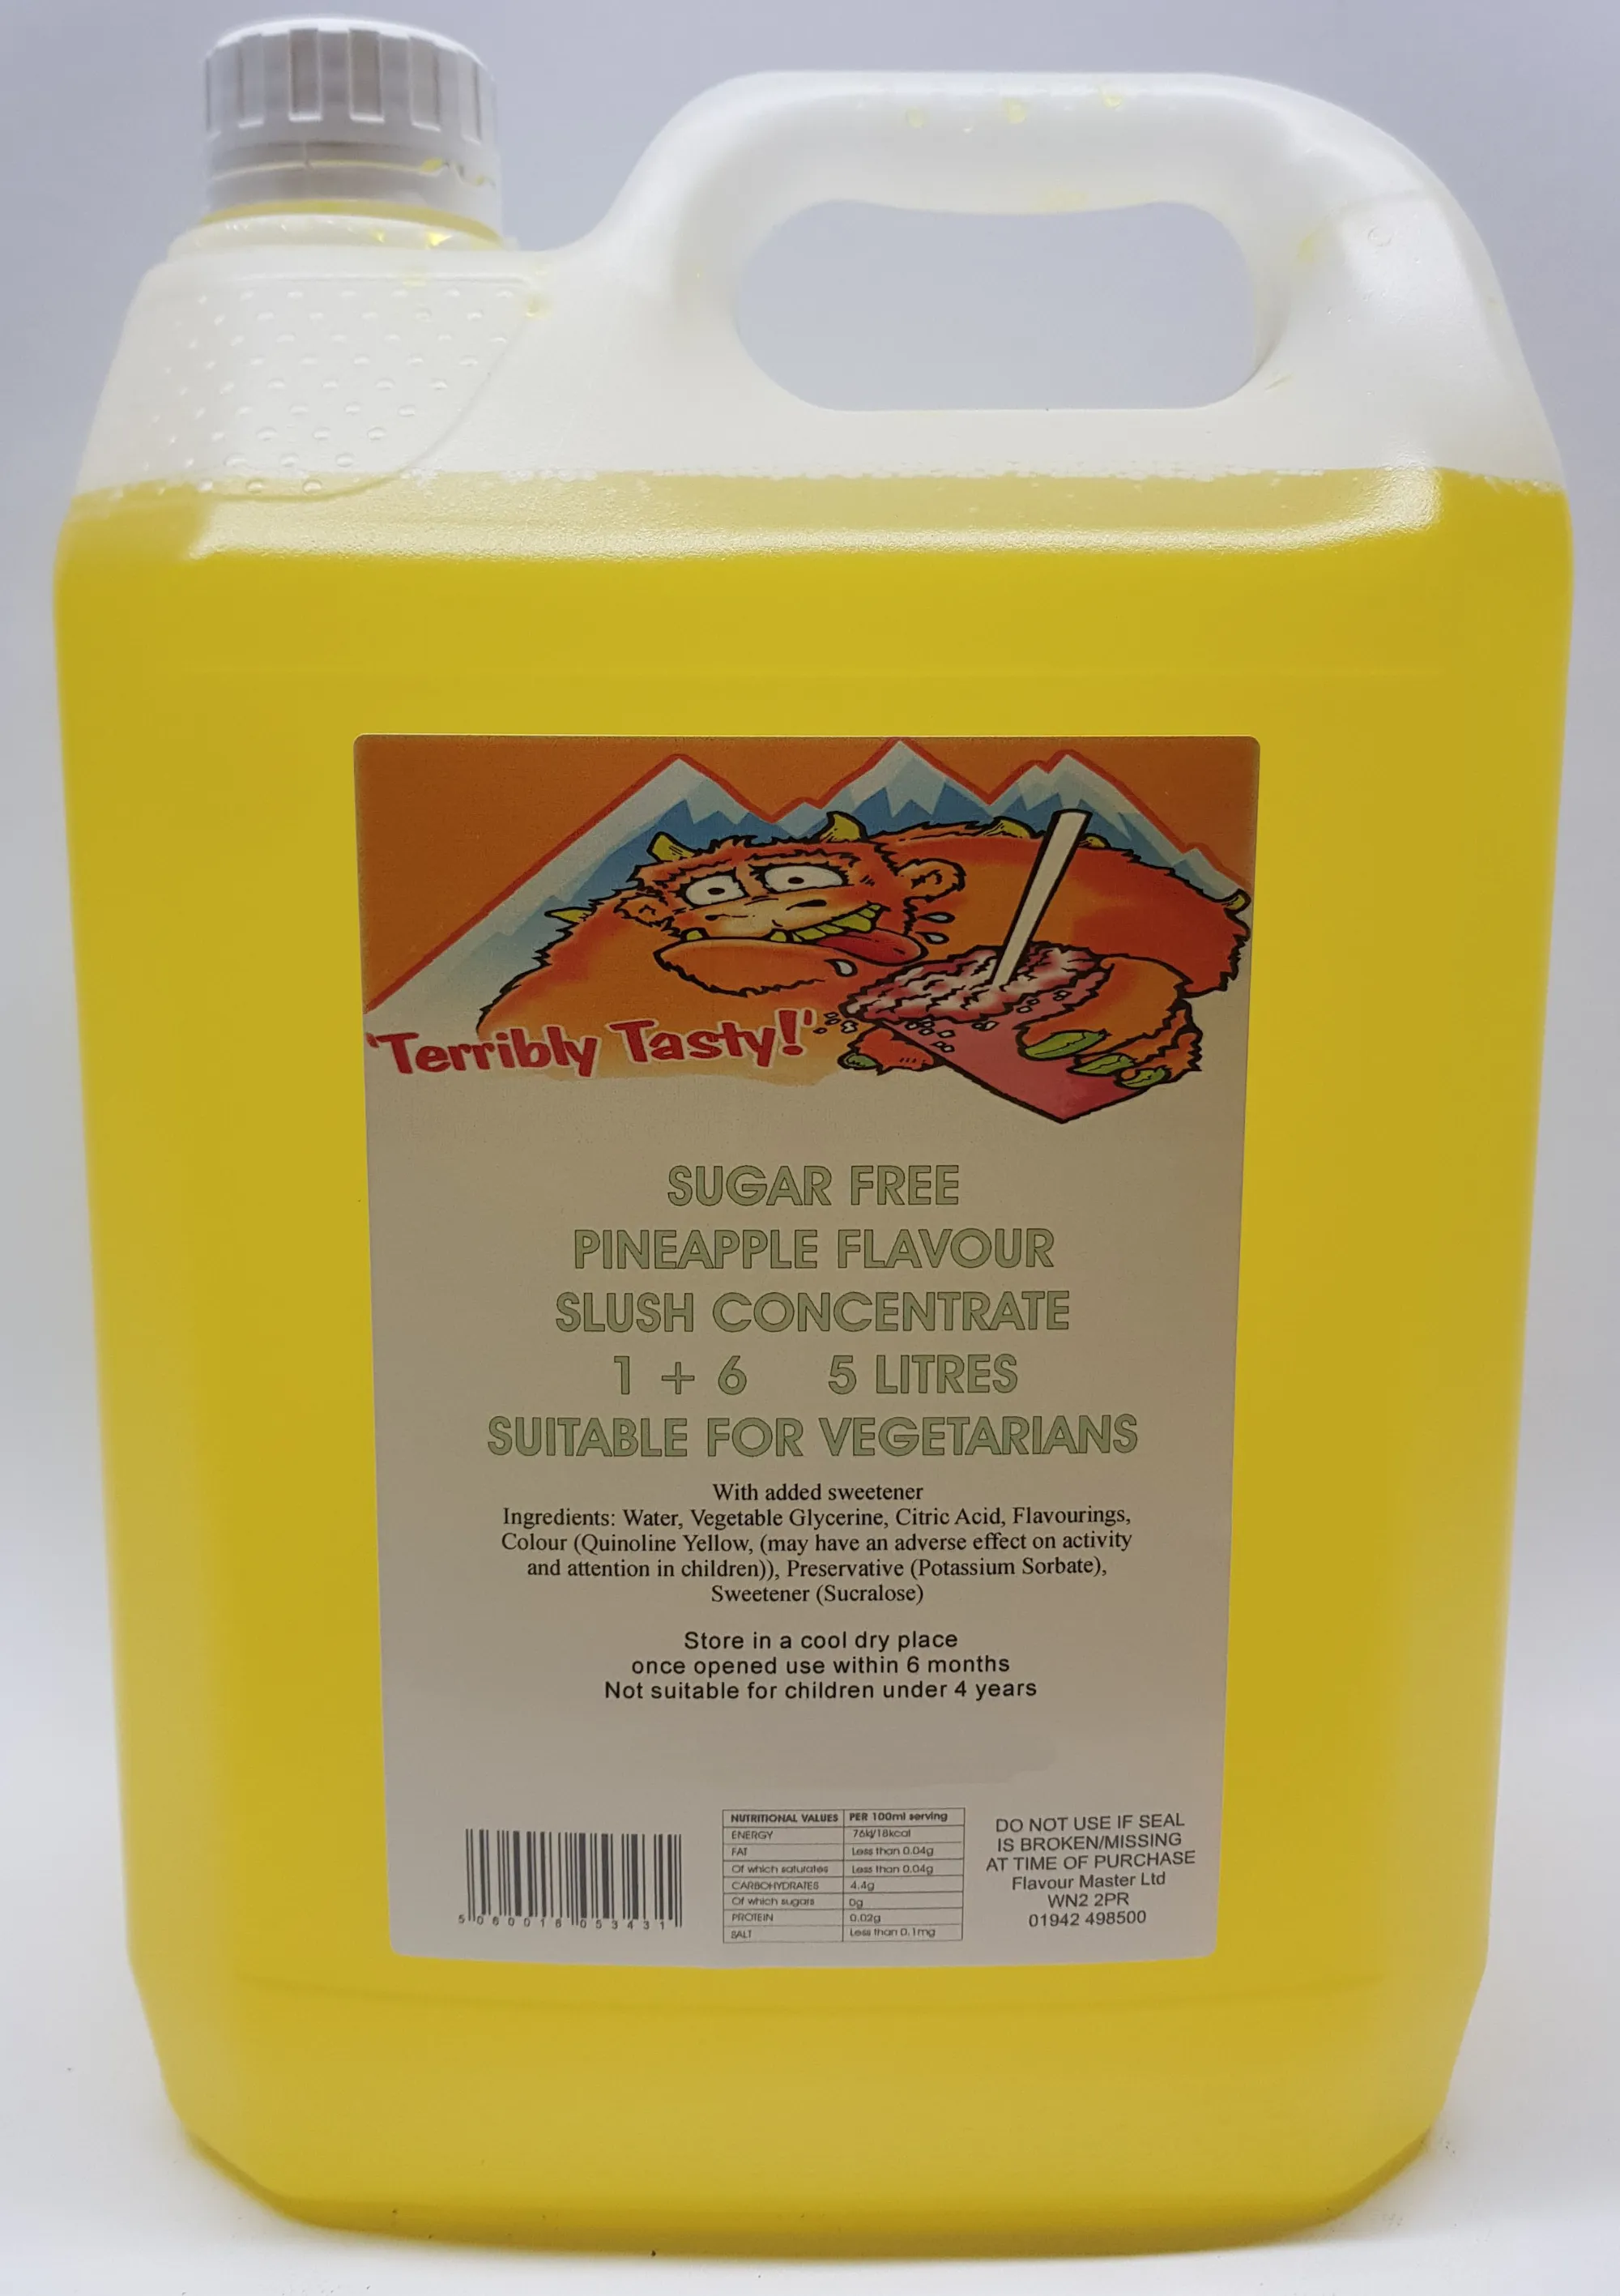 'Terribly Tasty!'
SUGAR FREE
PINEAPPLE FLAVOUR
SLUSH CONCENTRATE
1 + 6 5 LITRES
SUITABLE FOR VEGETARIANS
With added sweetener
Ingredients: Water, Vegetable Glycerine, Citric Acid, Flavourings,
Colour (Quinoline Yellow, (may have an adverse effect on activity
and attention in children)), Preservative (Potassium Sorbate),
Sweetener (Sucralose)
Store in a cool dry place
once opened use within 6 months
Not suitable for children under 4 years
5 060016 053431
NUTRITIONAL VALUES PER 100ml serving
ENERGY 76kj/18kcal
FAT Less than 0.04g
Of which saturates Less than 0.04g
CARBOHYDRATES 4.4g
Of which sugars 0g
PROTEIN 0.02g
SALT Less than 0.1mg
DO NOT USE IF SEAL
IS BROKEN/MISSING
AT TIME OF PURCHASE
Flavour Master Ltd
WN2 2PR
01942 498500